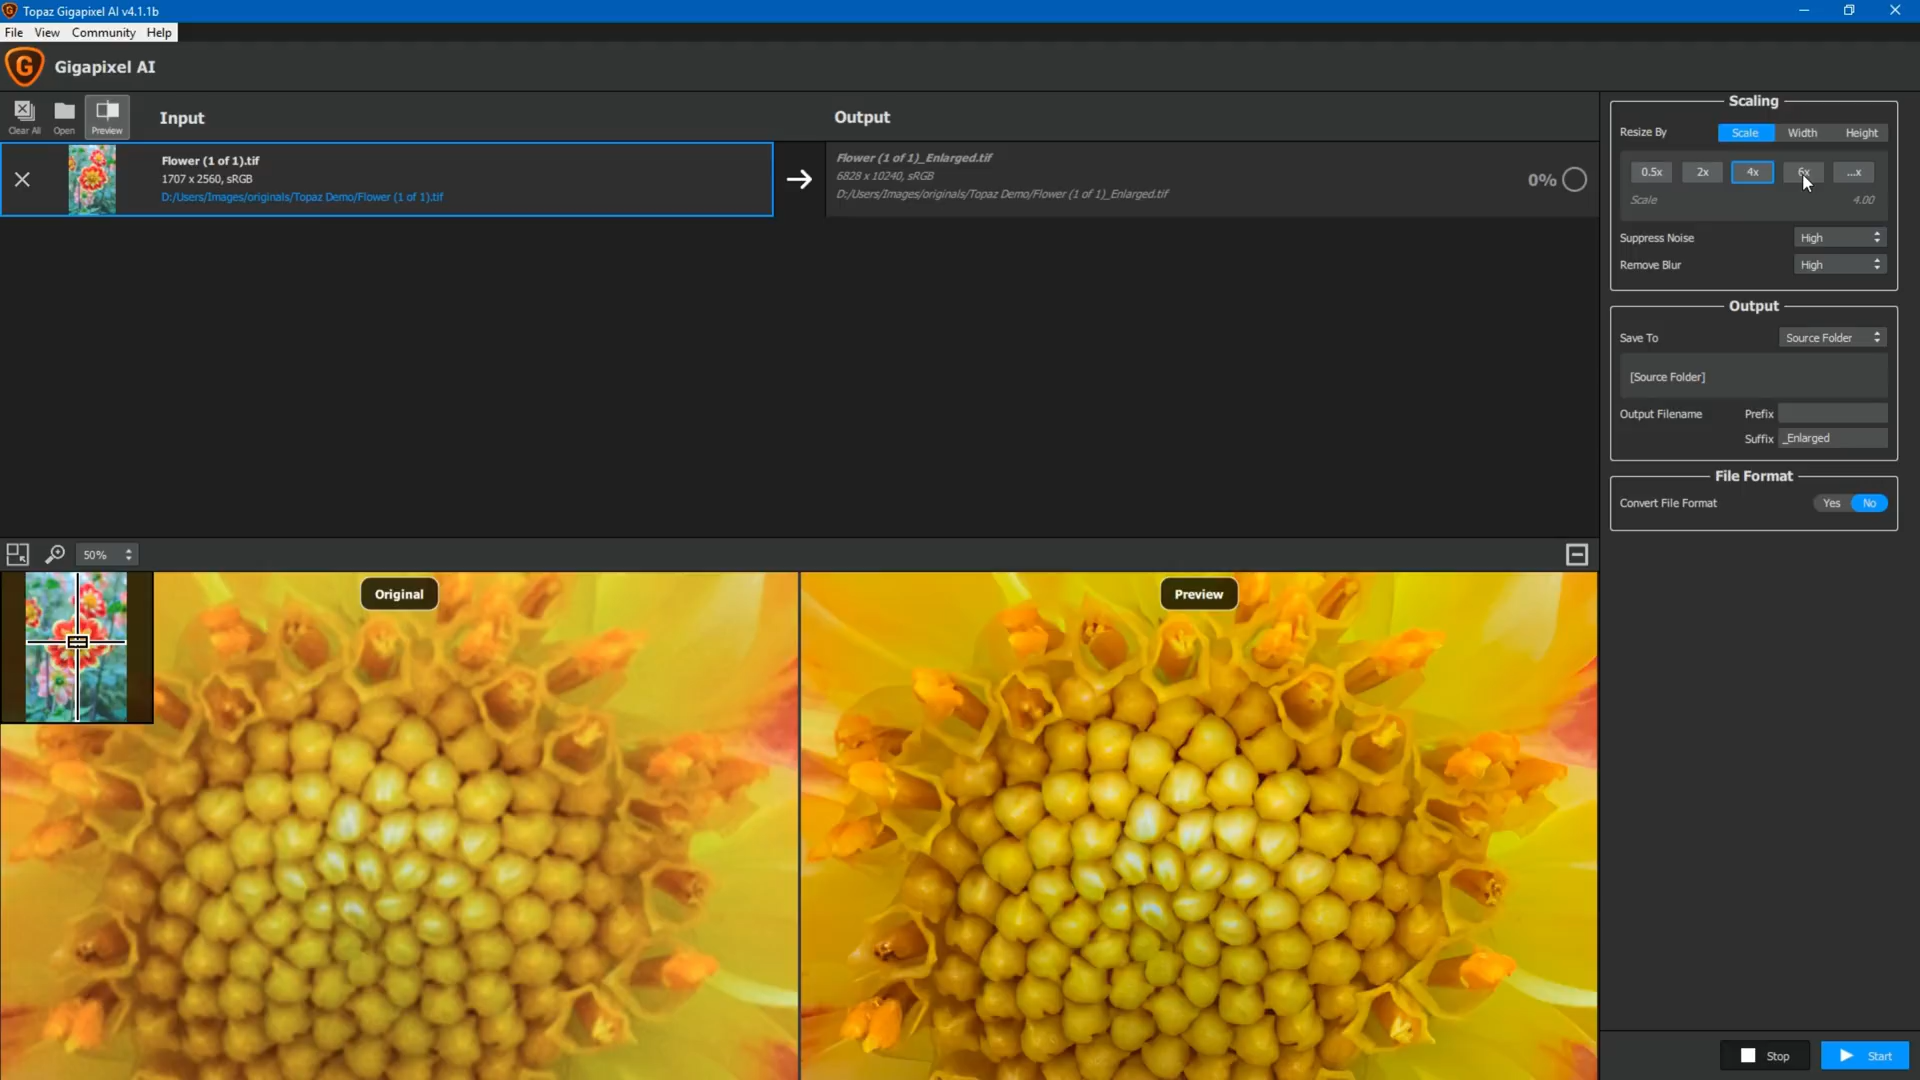 Topaz Gigapixel AI v4.1.1b
File View Community Help
G Gigapixel AI
Clear All Open Preview Input Output
Flower (1 of 1).tif
1707 x 2560, sRGB
D:/Users/Images/originals/Topaz Demo/Flower (1 of 1).tif
Flower (1 of 1)_Enlarged.tif
6828 x 10240, sRGB
D:/Users/Images/originals/Topaz Demo/Flower (1 of 1)_Enlarged.tif
0%
Scaling
Resize By Scale Width Height
0.5x 2x 4x 6x ...x
Scale 4.00
Suppress Noise High
Remove Blur High
Output
Save To Source Folder
[Source Folder]
Output Filename Prefix
Suffix _Enlarged
File Format
Convert File Format Yes No
50%
Original
Preview
Stop Start